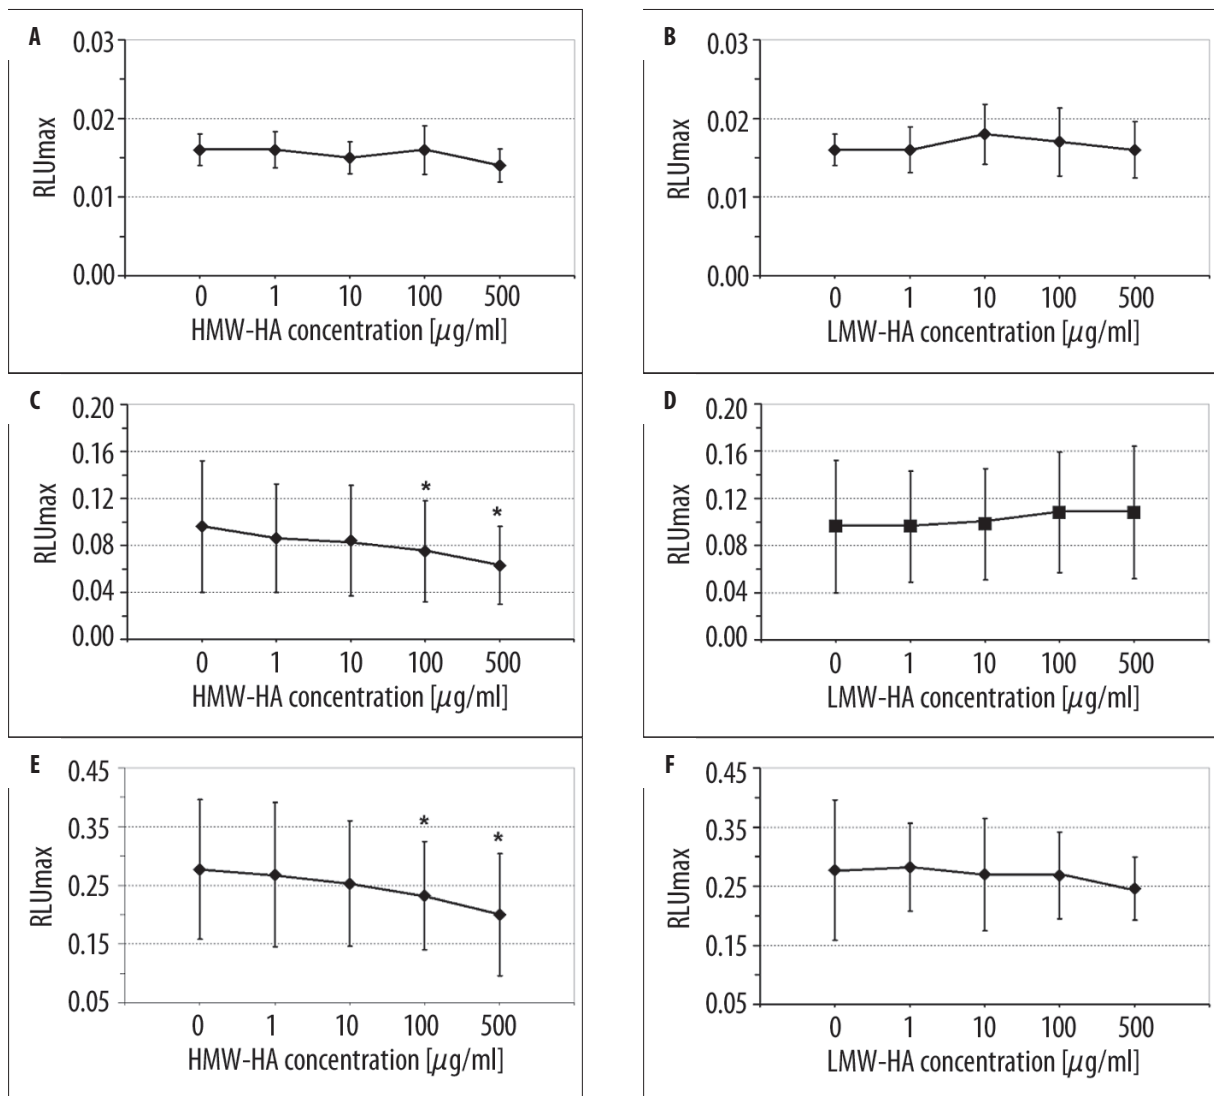 A
0.03
0.02
0.01
0.00
RLUmax
0 1 10 100 500
HMW-HA concentration [μg/ml]
B
0.03
0.02
0.01
0.00
RLUmax
0 1 10 100 500
LMW-HA concentration [μg/ml]
C
0.20
0.16
0.12
0.08
0.04
0.00
RLUmax
*
*
0 1 10 100 500
HMW-HA concentration [μg/ml]
D
0.20
0.16
0.12
0.08
0.04
0.00
RLUmax
0 1 10 100 500
LMW-HA concentration [μg/ml]
E
0.45
0.35
0.25
0.15
0.05
RLUmax
*
*
0 1 10 100 500
HMW-HA concentration [μg/ml]
F
0.45
0.35
0.25
0.15
0.05
RLUmax
0 1 10 100 500
LMW-HA concentration [μg/ml]